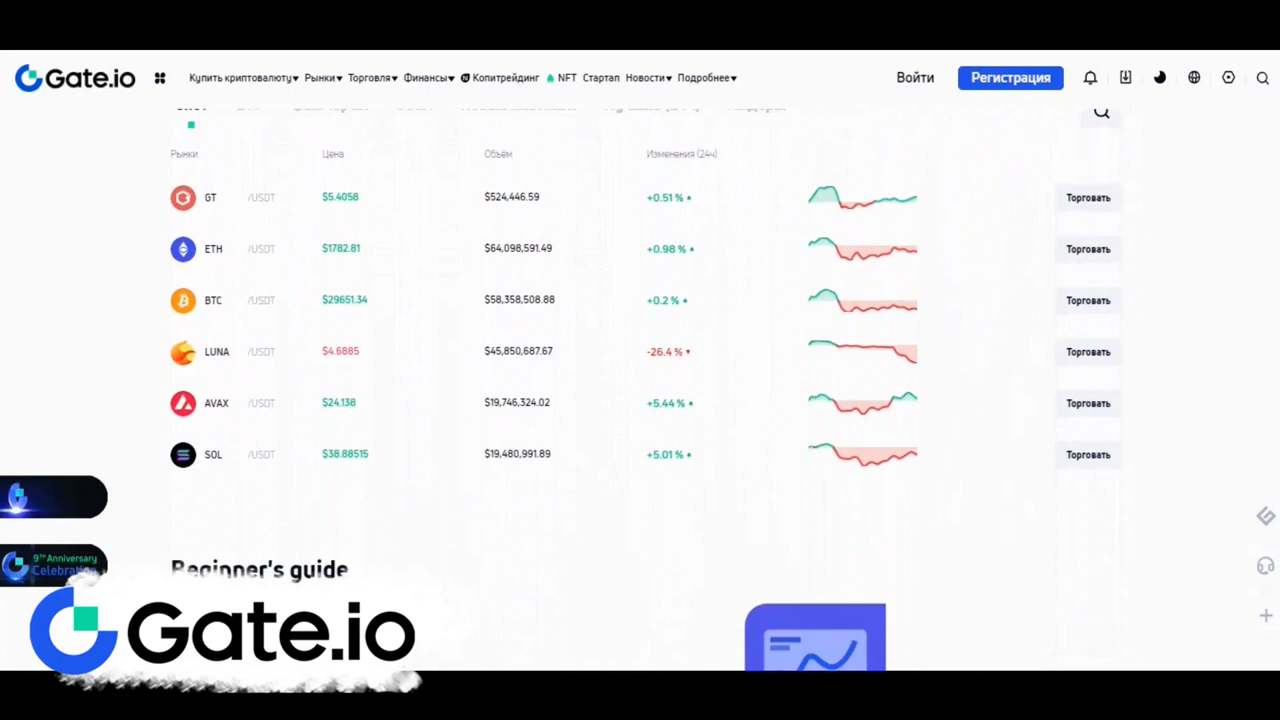 Gate.io Купить криптовалюту Рынки Торговля Финансы Копитрейдинг NFT Стартап Новости Подробнее Войти Регистрация
Рынки Цена Объём Изменения (24ч)
GT /USDT $5.4058 $524,446.59 +0.51 % Торговать
ETH /USDT $1782.81 $64,098,591.49 +0.98 % Торговать
BTC /USDT $29651.34 $58,358,508.88 +0.2 % Торговать
LUNA /USDT $4.6885 $45,850,687.67 -26.4 % Торговать
AVAX /USDT $24.138 $19,746,324.02 +5.44 % Торговать
SOL /USDT $38.88515 $19,480,991.89 +5.01 % Торговать
9TH Anniversary
Celebration
Beginner's guide
Gate.io